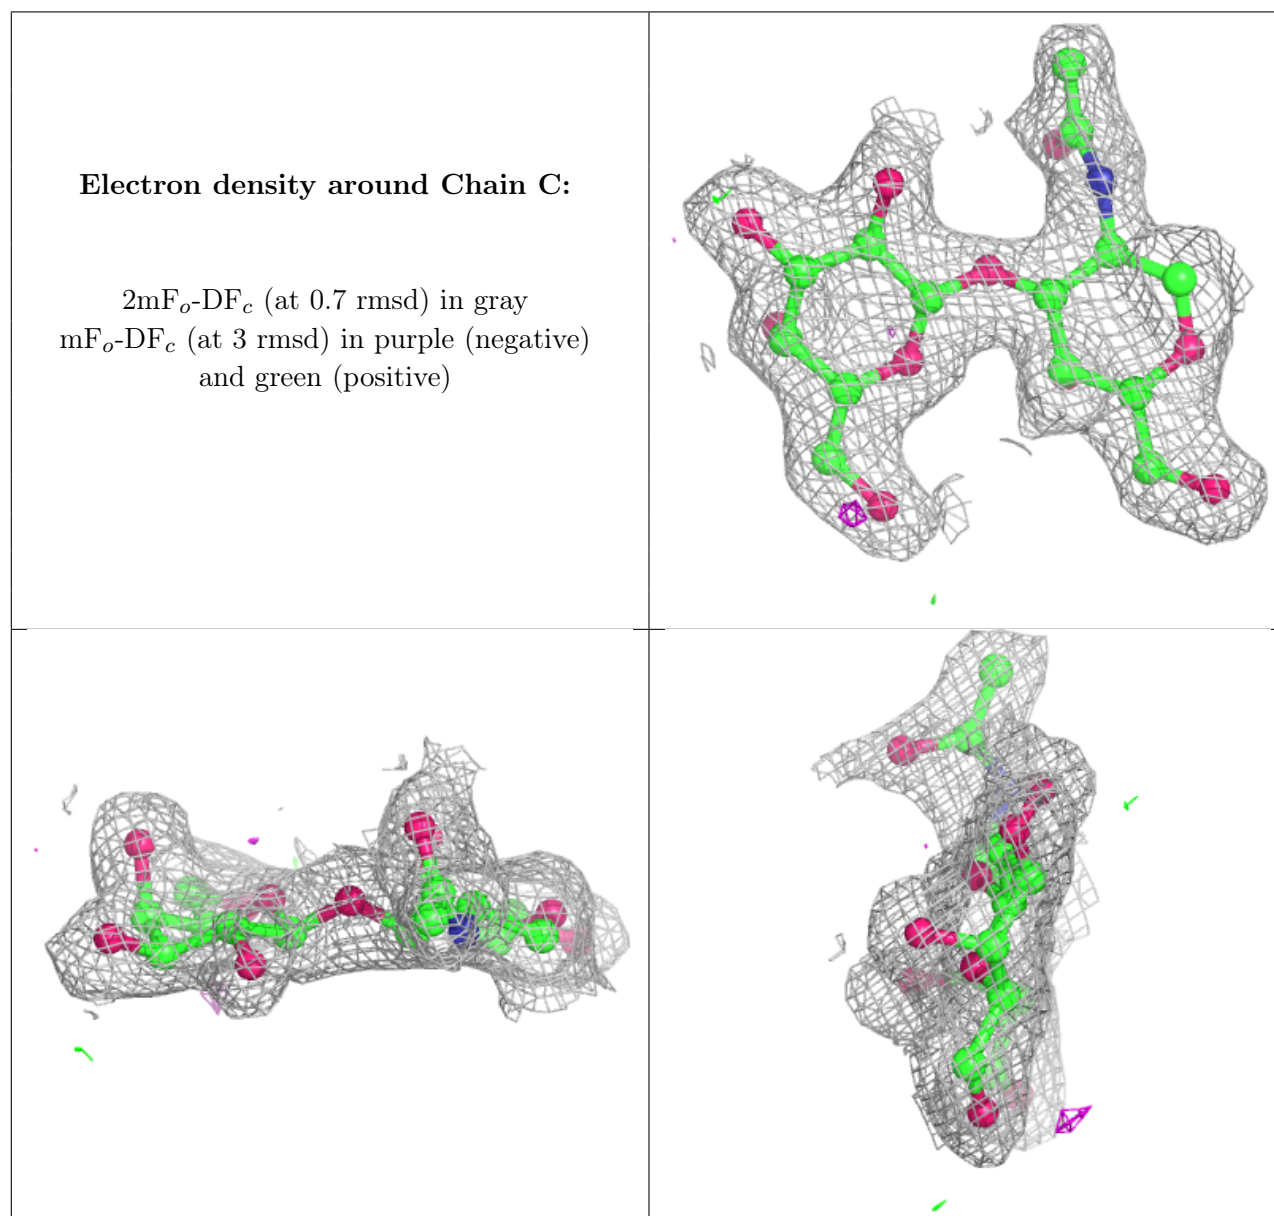 Electron density around Chain C:
2mFₒ-DF𝒸 (at 0.7 rmsd) in gray
mFₒ-DF𝒸 (at 3 rmsd) in purple (negative)
and green (positive)